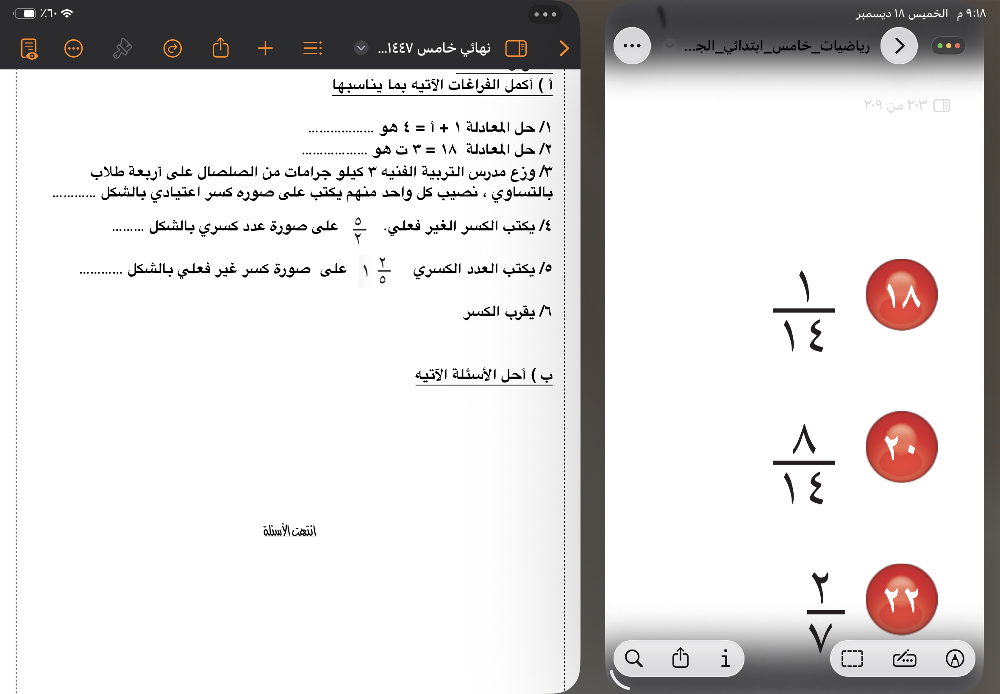 ٩:١٨ م الخميس ١٨ ديسمبر
٦٠٪
رياضيات_خامس_ابتدائي_الجـ...
٢٠٣ من ٢٠٩
١٨
١
١٤
٢٠
٨
١٤
٢٢
٢
٧
نهائي خامس ١٤٤٧...
أ ) أكمل الفراغات الآتيه بما يناسبها
١/ حل المعادلة ١ + أ = ٤ هو ..................
٢/ حل المعادلة ١٨ = ٣ ت هو ..................
٣/ وزع مدرس التربية الفنيه ٣ كيلو جرامات من الصلصال على أربعة طلاب
بالتساوي ، نصيب كل واحد منهم يكتب على صوره كسر اعتيادي بالشكل ............
٤/ يكتب الكسر الغير فعلي. ٥/٢ على صورة عدد كسري بالشكل .........
٥/ يكتب العدد الكسري ١ ٢/٥ على صورة كسر غير فعلي بالشكل ............
٦/ يقرب الكسر
ب ) أحل الأسئلة الآتيه
انتهت الأسئلة